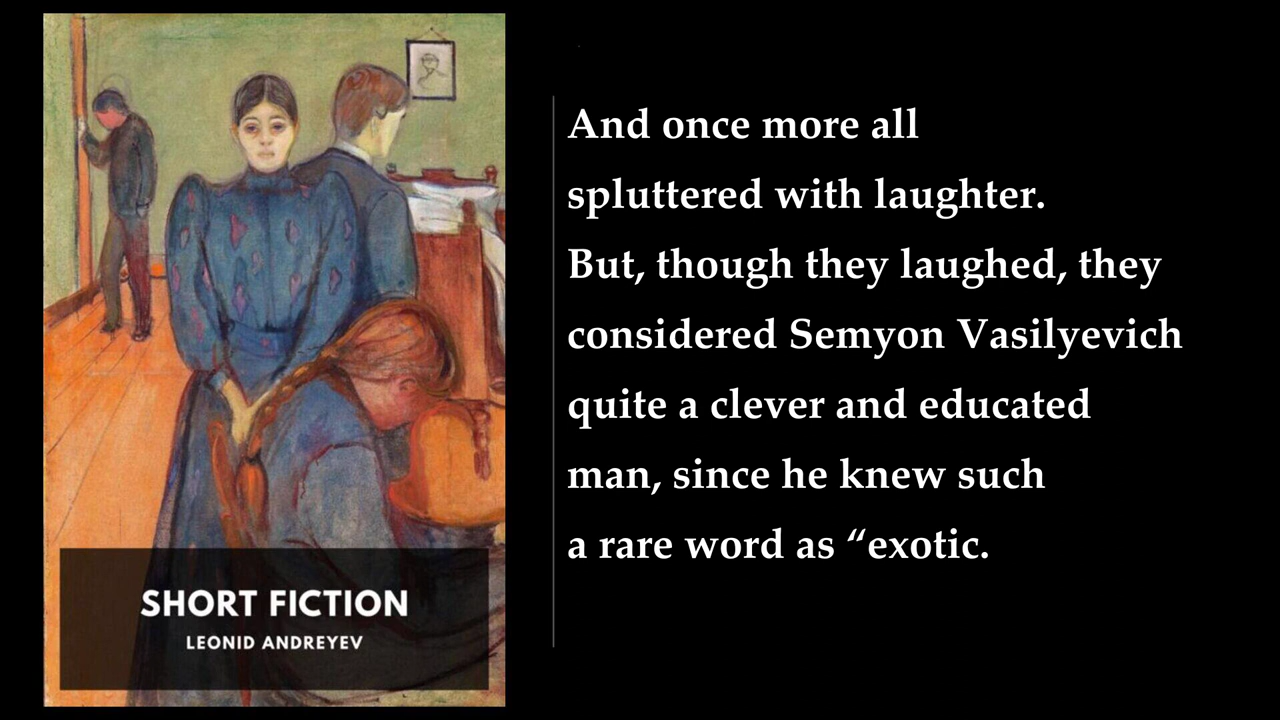 SHORT FICTION
LEONID ANDREYEV
And once more all
spluttered with laughter.
But, though they laughed, they
considered Semyon Vasilyevich
quite a clever and educated
man, since he knew such
a rare word as “exotic.